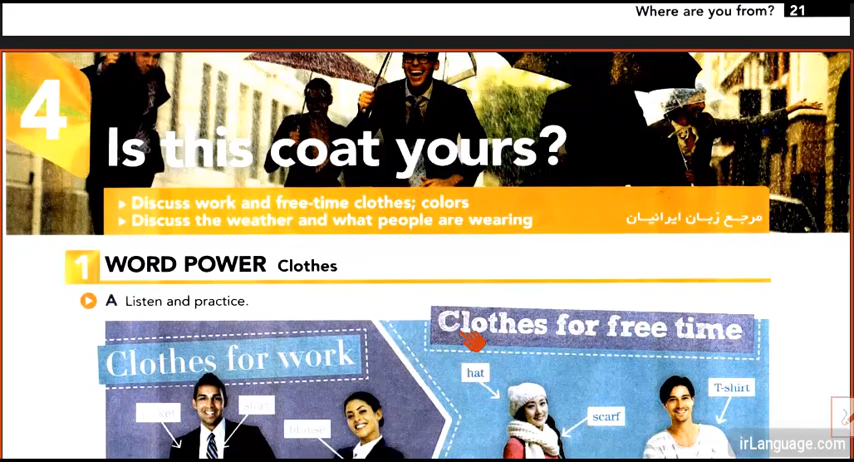 Where are you from? 21
4
Is this coat yours?
▸ Discuss work and free-time clothes; colors
▸ Discuss the weather and what people are wearing
مرجع زبان ایرانیان
1 WORD POWER Clothes
A Listen and practice.
Clothes for work
Clothes for free time
hat
T-shirt
scarf
shirt
blouse
irLanguage.com